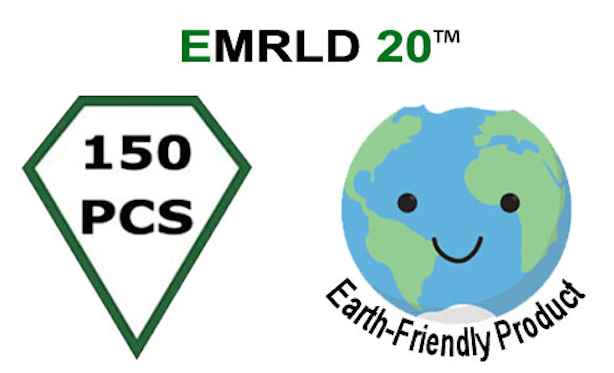 EMRLD 20™
150
PCS
Earth-Friendly Product